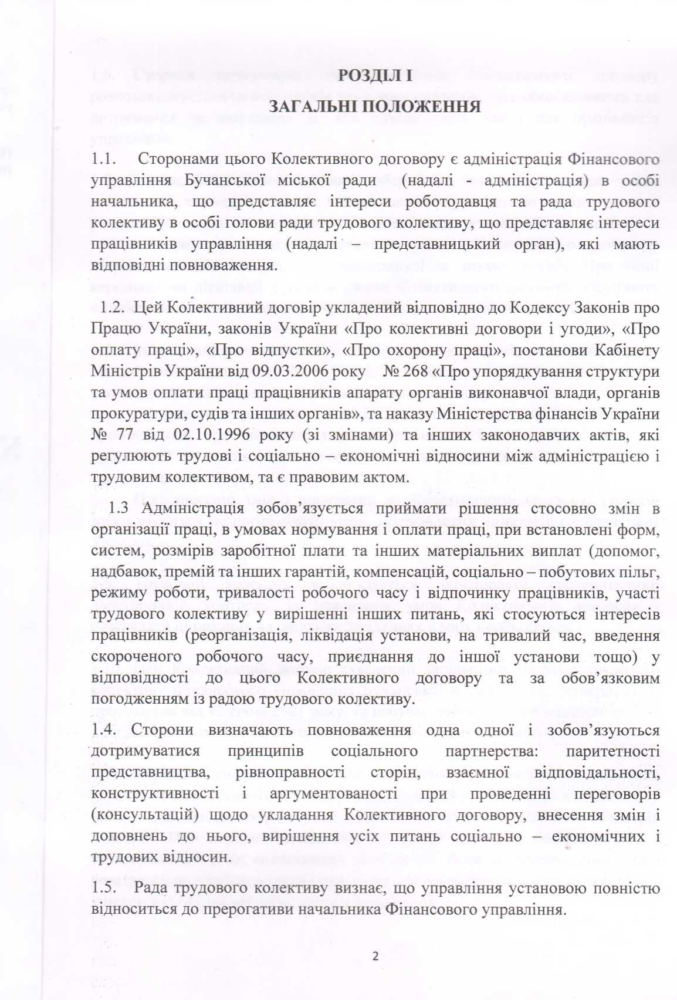 РОЗДІЛ I
ЗАГАЛЬНІ ПОЛОЖЕННЯ
1.1. Сторонами цього Колективного договору є адміністрація Фінансового
управління Бучанської міської ради (надалі - адміністрація) в особі
начальника, що представляє інтереси роботодавця та рада трудового
колективу в особі голови ради трудового колективу, що представляє інтереси
працівників управління (надалі – представницький орган), які мають
відповідні повноваження.
1.2. Цей Колективний договір укладений відповідно до Кодексу Законів про
Працю України, законів України «Про колективні договори і угоди», «Про
оплату праці», «Про відпустки», «Про охорону праці», постанови Кабінету
Міністрів України від 09.03.2006 року № 268 «Про упорядкування структури
та умов оплати праці працівників апарату органів виконавчої влади, органів
прокуратури, судів та інших органів», та наказу Міністерства фінансів України
№ 77 від 02.10.1996 року (зі змінами) та інших законодавчих актів, які
регулюють трудові і соціально – економічні відносини між адміністрацією і
трудовим колективом, та є правовим актом.
1.3 Адміністрація зобов’язується приймати рішення стосовно змін в
організації праці, в умовах нормування і оплати праці, при встановлені форм,
систем, розмірів заробітної плати та інших матеріальних виплат (допомог,
надбавок, премій та інших гарантій, компенсацій, соціально – побутових пільг,
режиму роботи, тривалості робочого часу і відпочинку працівників, участі
трудового колективу у вирішенні інших питань, які стосуються інтересів
працівників (реорганізація, ліквідація установи, на тривалий час, введення
скороченого робочого часу, приєднання до іншої установи тощо) у
відповідності до цього Колективного договору та за обов’язковим
погодженням із радою трудового колективу.
1.4. Сторони визначають повноваження одна одної і зобов’язуються
дотримуватися принципів соціального партнерства: паритетності
представництва, рівноправності сторін, взаємної відповідальності,
конструктивності і аргументованості при проведенні переговорів
(консультацій) щодо укладання Колективного договору, внесення змін і
доповнень до нього, вирішення усіх питань соціально – економічних і
трудових відносин.
1.5. Рада трудового колективу визнає, що управління установою повністю
відноситься до прерогативи начальника Фінансового управління.
2